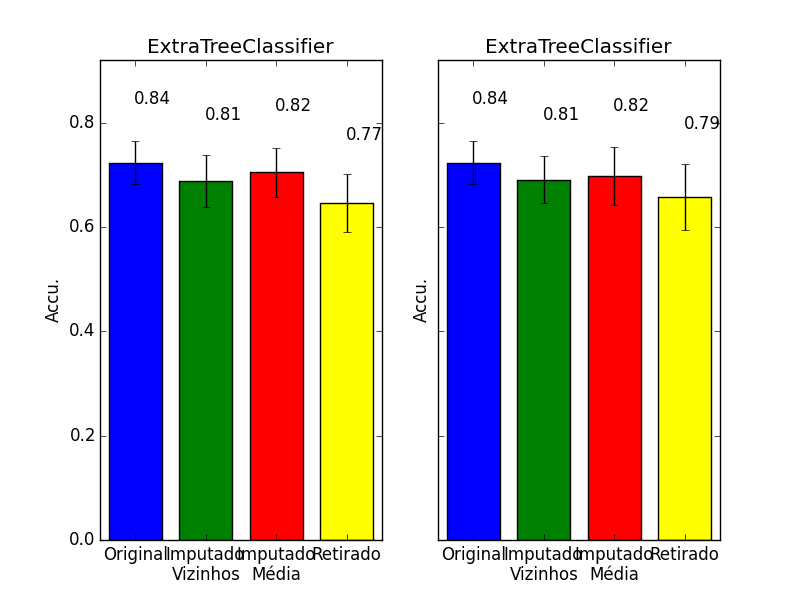 ExtraTreeClassifier
0.84
0.81
0.82
0.77
0.8
0.6
0.4
0.2
0.0
Accu.
Original
Imputado
Vizinhos
Imputado
Média
Retirado
ExtraTreeClassifier
0.84
0.81
0.82
0.79
Accu.
Original
Imputado
Vizinhos
Imputado
Média
Retirado